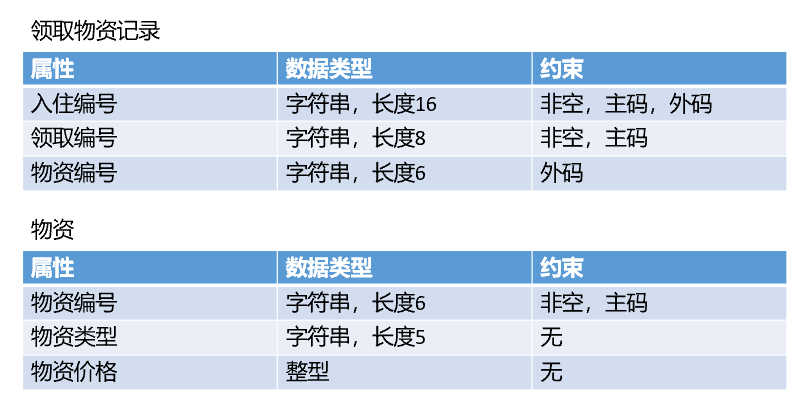 领取物资记录
属性 数据类型 约束
入住编号 字符串，长度16 非空，主码，外码
领取编号 字符串，长度8 非空，主码
物资编号 字符串，长度6 外码
物资
属性 数据类型 约束
物资编号 字符串，长度6 非空，主码
物资类型 字符串，长度5 无
物资价格 整型 无